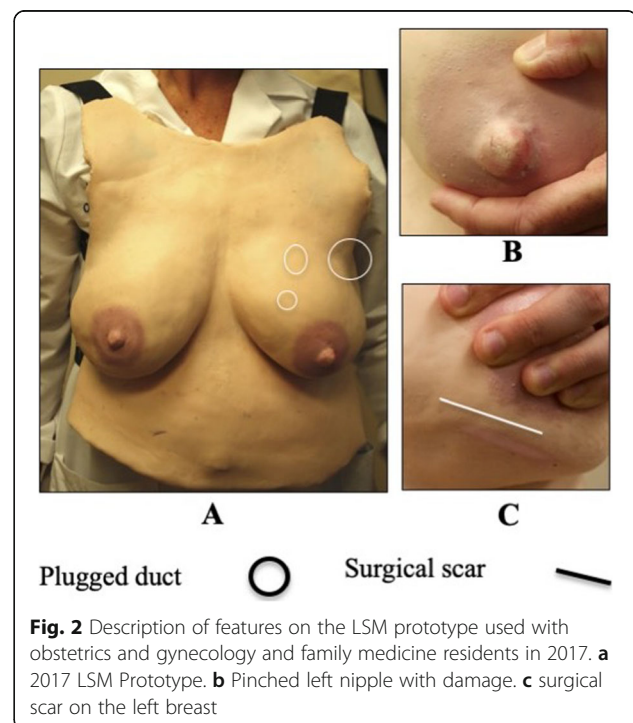 B
A
C
Plugged duct Surgical scar
Fig. 2 Description of features on the LSM prototype used with
obstetrics and gynecology and family medicine residents in 2017. a
2017 LSM Prototype. b Pinched left nipple with damage. c surgical
scar on the left breast